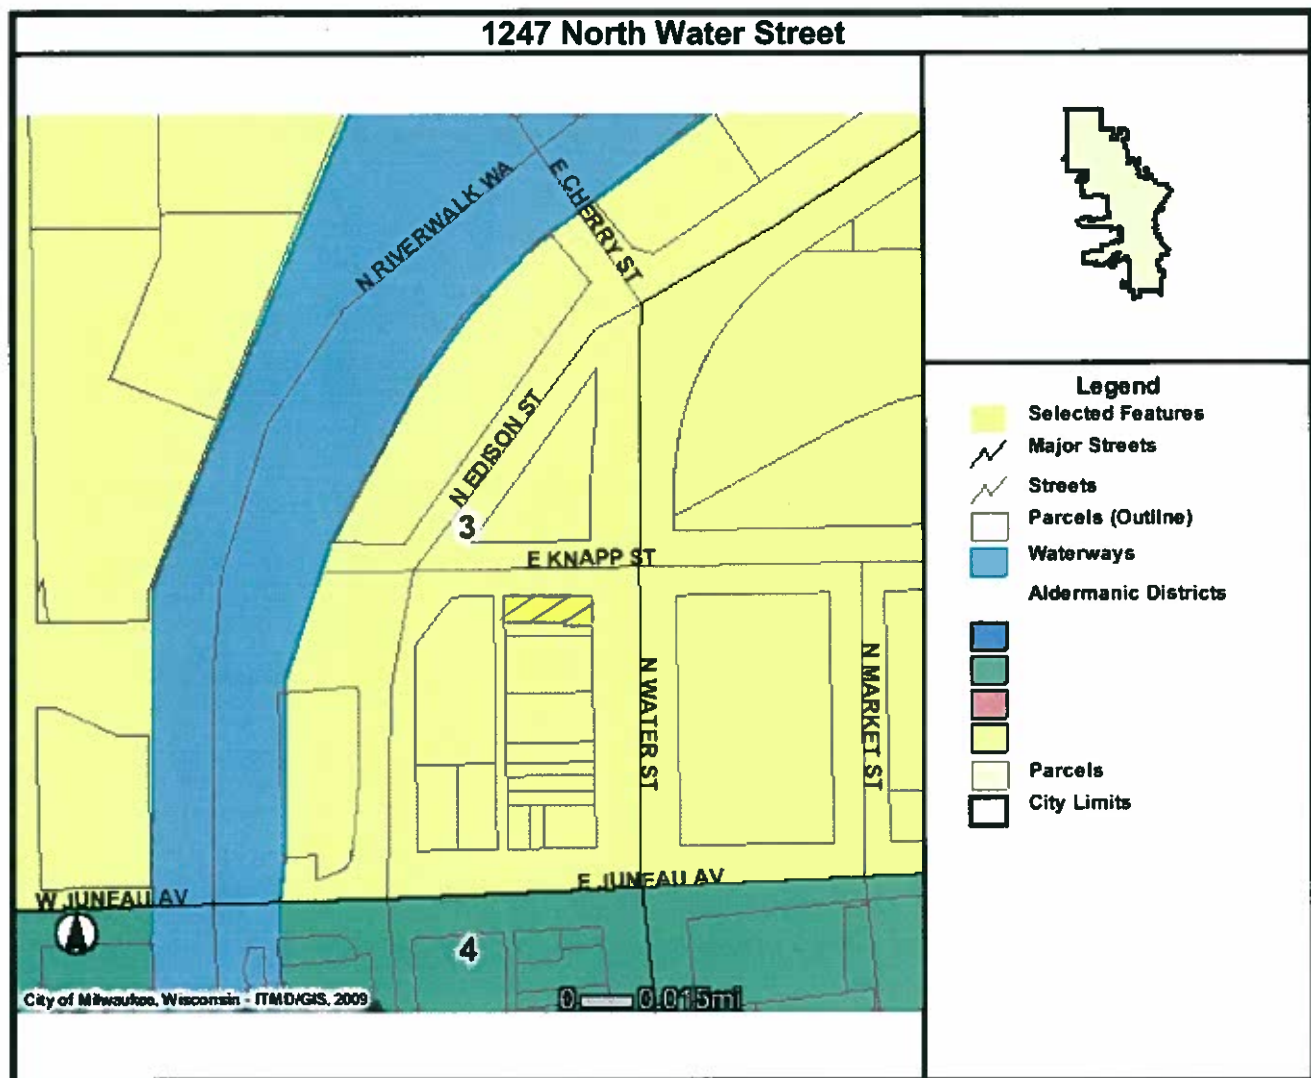 1247 North Water Street
N RIVERWALK WA
E CHERRY ST
N EDISON ST
3
E KNAPP ST
N WATER ST
N MARKET ST
E JUNEAU AV
W JUNEAU AV
4
City of Milwaukee, Wisconsin - ITMD/GIS, 2009
0 0.015mi
Legend
Selected Features
Major Streets
Streets
Parcels (Outline)
Waterways
Aldermanic Districts
Parcels
City Limits